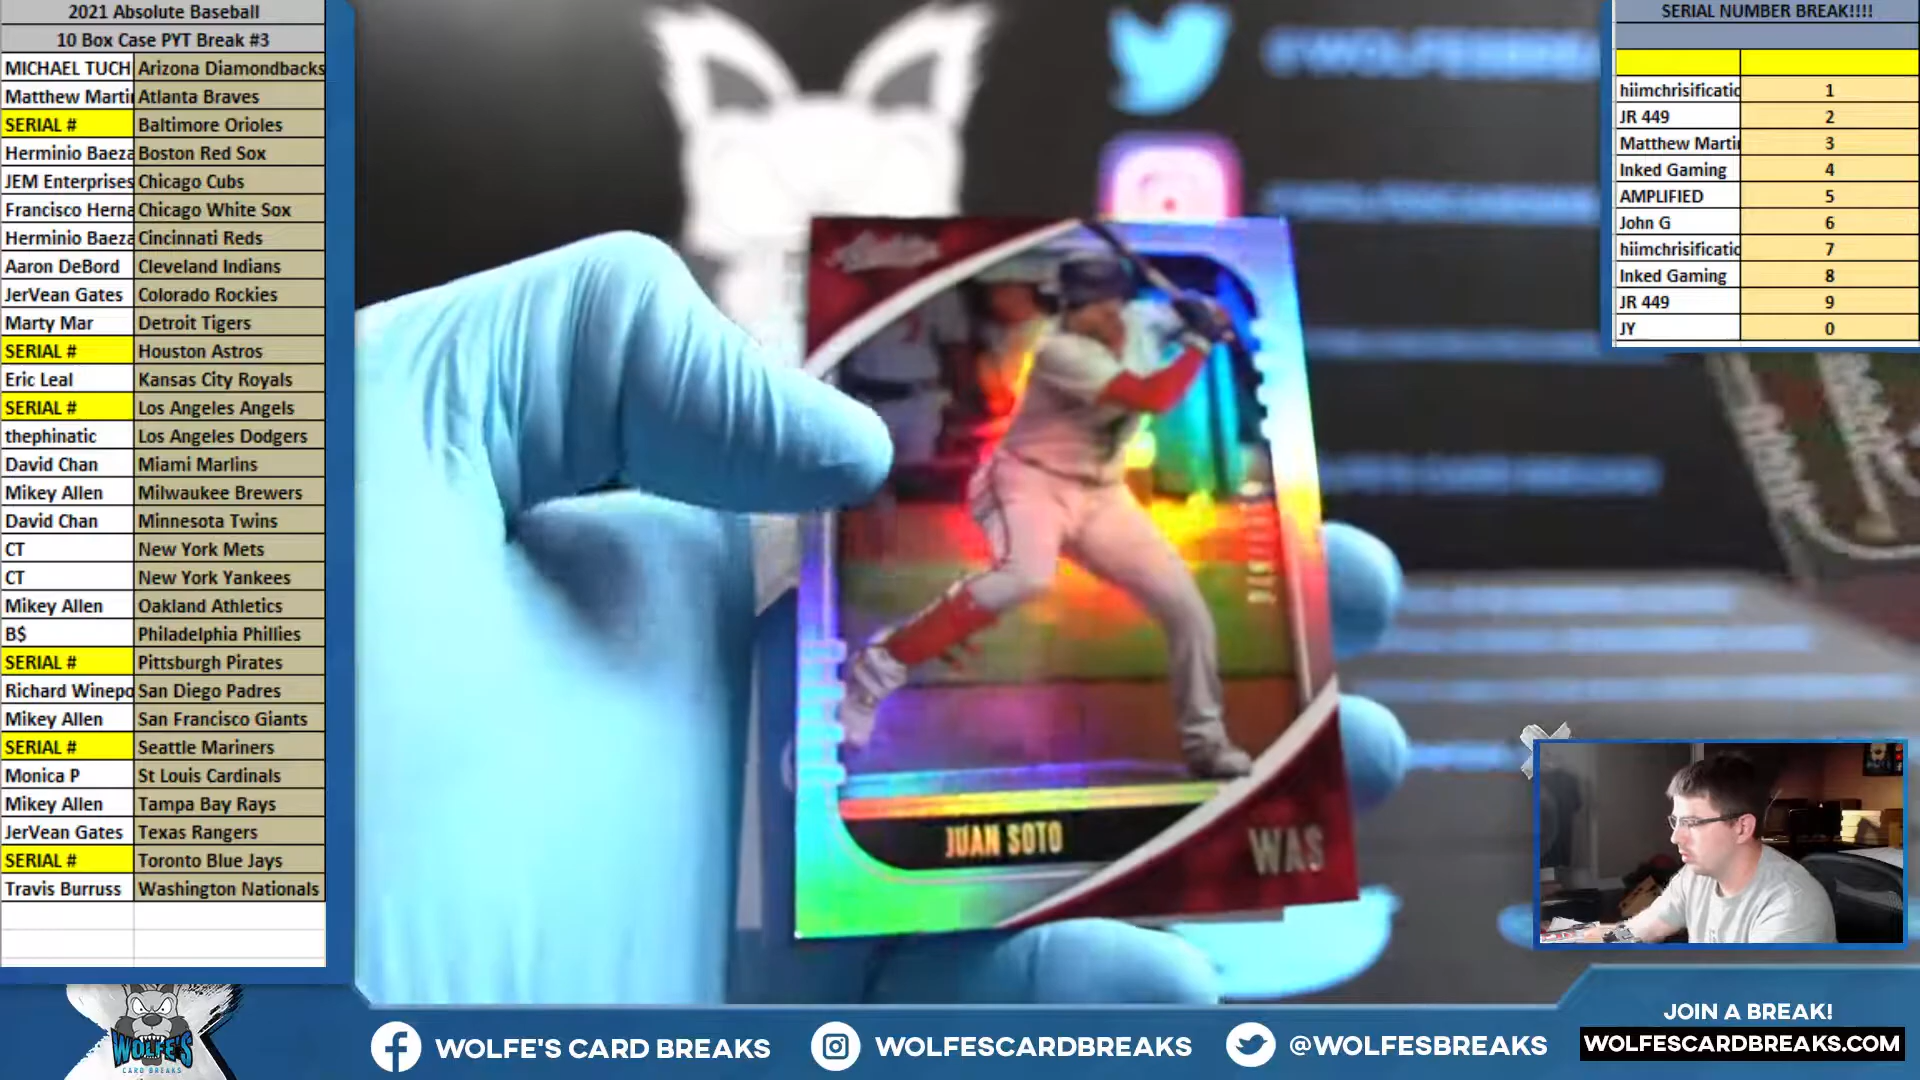 2021 Absolute Baseball
10 Box Case PYT Break #3
MICHAEL TUCH Arizona Diamondbacks
Matthew Marti Atlanta Braves
SERIAL # Baltimore Orioles
Herminio Baeza Boston Red Sox
JEM Enterprises Chicago Cubs
Francisco Herna Chicago White Sox
Herminio Baeza Cincinnati Reds
Aaron DeBord Cleveland Indians
JerVean Gates Colorado Rockies
Marty Mar Detroit Tigers
SERIAL # Houston Astros
Eric Leal Kansas City Royals
SERIAL # Los Angeles Angels
thephinatic Los Angeles Dodgers
David Chan Miami Marlins
Mikey Allen Milwaukee Brewers
David Chan Minnesota Twins
CT New York Mets
CT New York Yankees
Mikey Allen Oakland Athletics
B$ Philadelphia Phillies
SERIAL # Pittsburgh Pirates
Richard Winepo San Diego Padres
Mikey Allen San Francisco Giants
SERIAL # Seattle Mariners
Monica P St Louis Cardinals
Mikey Allen Tampa Bay Rays
JerVean Gates Texas Rangers
SERIAL # Toronto Blue Jays
Travis Burruss Washington Nationals
SERIAL NUMBER BREAK!!!!
hiimchrisificatio 1
JR 449 2
Matthew Marti 3
Inked Gaming 4
AMPLIFIED 5
John G 6
hiimchrisificatio 7
Inked Gaming 8
JR 449 9
JY 0
@WOLFESBREA
Absolute
JUAN SOTO
WAS
WOLFE'S
CARD BREAKS
WOLFE'S CARD BREAKS
WOLFESCARDBREAKS
@WOLFESBREAKS
JOIN A BREAK!
WOLFESCARDBREAKS.COM